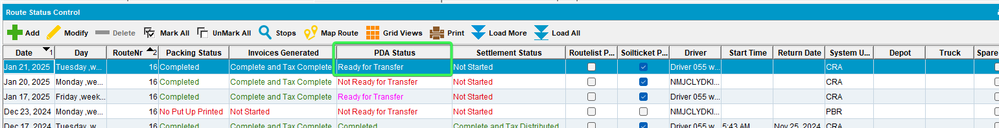 Route Status Control
Add Modify Delete Mark All UnMark All Stops Map Route Grid Views Print Load More Load All
Date 1 Day RouteNr 2 Packing Status Invoices Generated PDA Status Settlement Status Routelist P... Soilticket P... Driver Start Time Return Date System U... Depot Truck Spare
Jan 21, 2025 Tuesday ,w... 16 Completed Complete and Tax Complete Ready for Transfer Not Started Driver 055 w... CRA
Jan 20, 2025 Monday ,we... 16 Completed Complete and Tax Complete Not Ready for Transfer Not Started NMJCLYDKI... CRA
Jan 17, 2025 Friday ,week... 16 Completed Complete and Tax Complete Ready for Transfer Not Started Driver 055 w... CRA
Dec 23, 2024 Monday ,we... 16 No Put Up Printed Not Started Not Ready for Transfer Not Started NMJCLYDKI... PBR
Dec 17, 2024 Tuesday ,w... 16 Completed Complete and Tax Complete Completed Complete and Tax Distributed Driver 055 w... 5:43 AM Nov 25, 2024 CRA